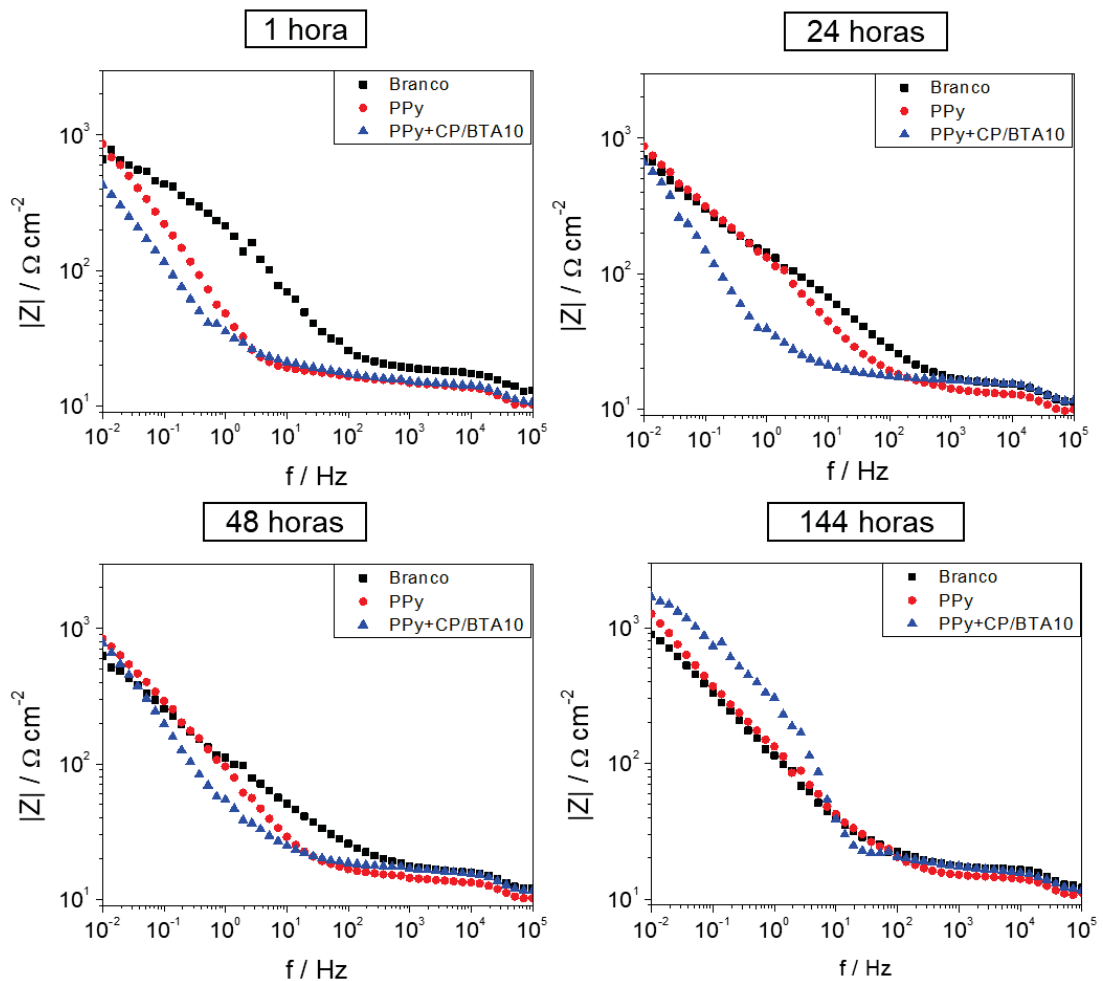 1 hora
Branco
PPy
PPy+CP/BTA10
|Z| / Ω cm⁻²
10³
10²
10¹
10⁻² 10⁻¹ 10⁰ 10¹ 10² 10³ 10⁴ 10⁵
f / Hz
24 horas
Branco
PPy
PPy+CP/BTA10
|Z| / Ω cm⁻²
10³
10²
10¹
10⁻² 10⁻¹ 10⁰ 10¹ 10² 10³ 10⁴ 10⁵
f / Hz
48 horas
Branco
PPy
PPy+CP/BTA10
|Z| / Ω cm⁻²
10³
10²
10¹
10⁻² 10⁻¹ 10⁰ 10¹ 10² 10³ 10⁴ 10⁵
f / Hz
144 horas
Branco
PPy
PPy+CP/BTA10
|Z| / Ω cm⁻²
10³
10²
10¹
10⁻² 10⁻¹ 10⁰ 10¹ 10² 10³ 10⁴ 10⁵
f / Hz